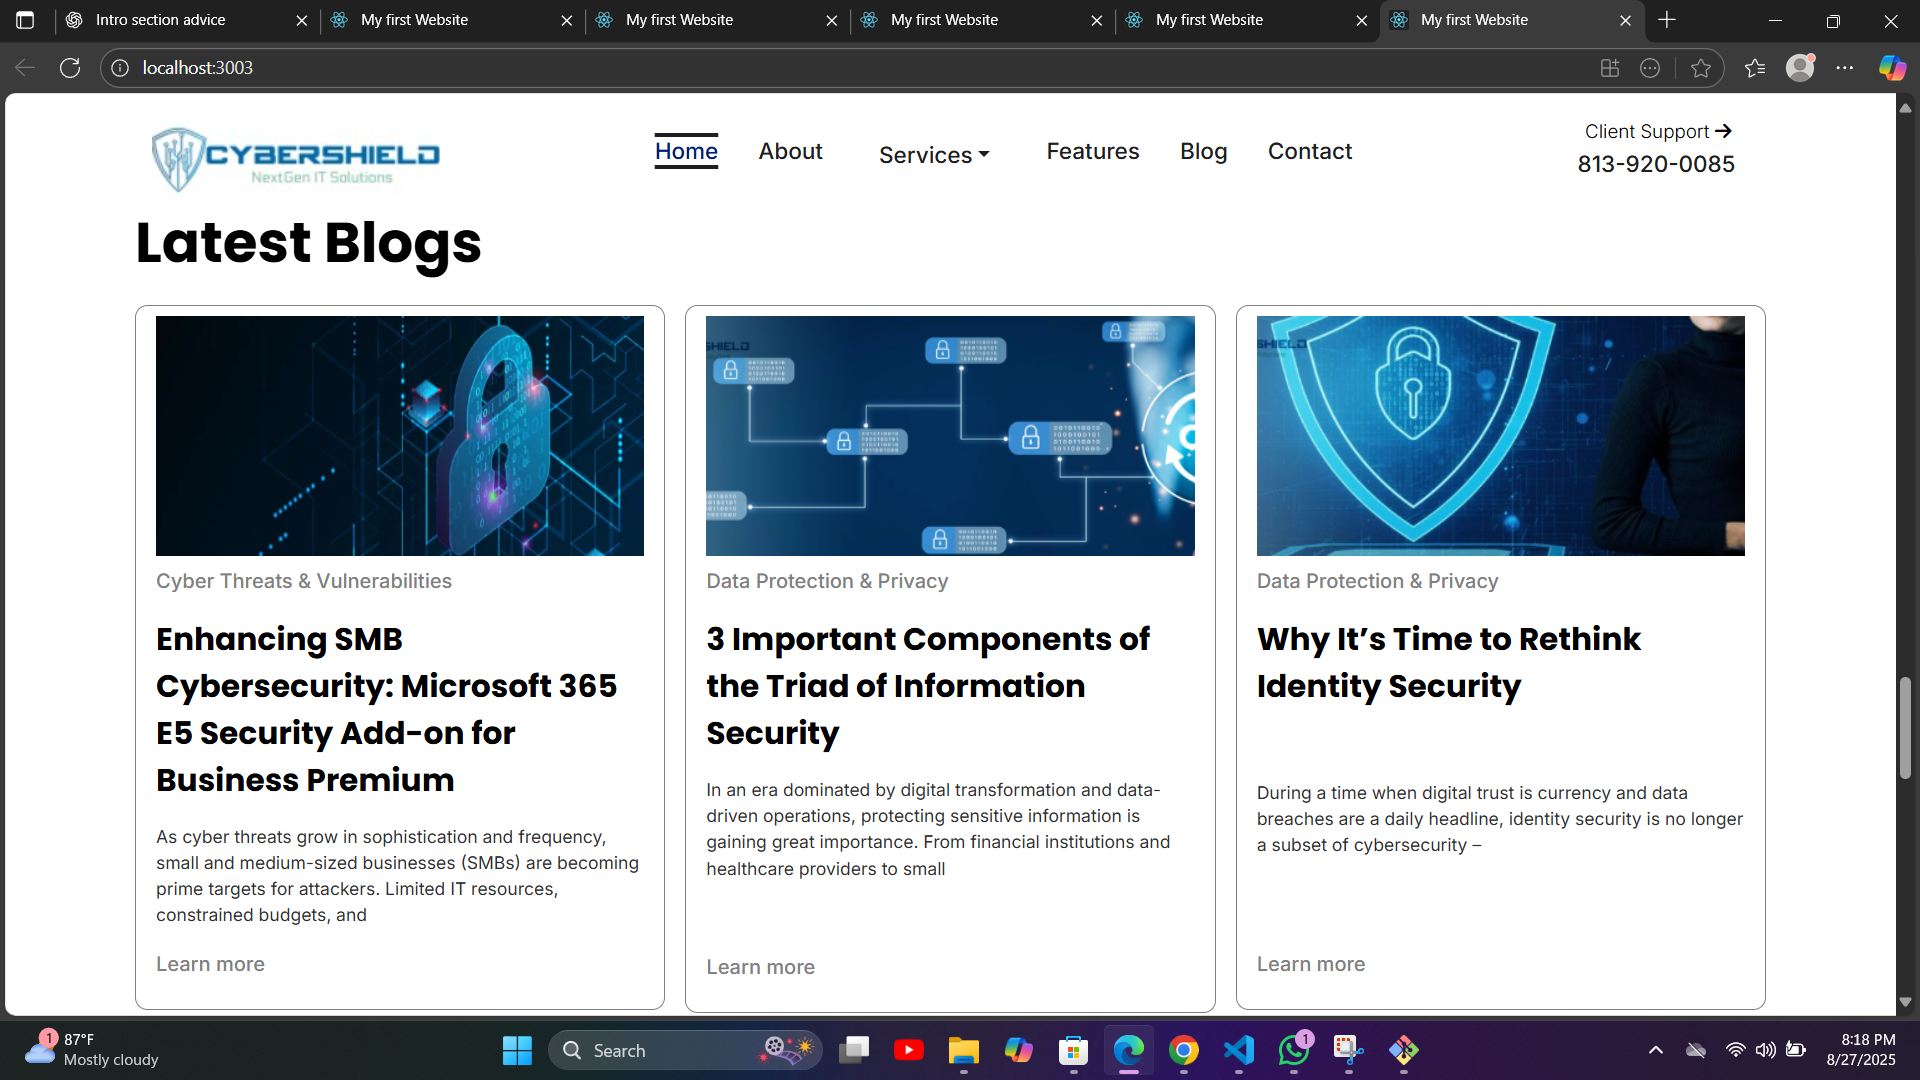 Intro section advice
My first Website
My first Website
My first Website
My first Website
My first Website
localhost:3003
CYBERSHIELD
NextGen IT Solutions
Home
About
Services
Features
Blog
Contact
Client Support
813-920-0085
Latest Blogs
Cyber Threats & Vulnerabilities
Enhancing SMB
Cybersecurity: Microsoft 365
E5 Security Add-on for
Business Premium
As cyber threats grow in sophistication and frequency,
small and medium-sized businesses (SMBs) are becoming
prime targets for attackers. Limited IT resources,
constrained budgets, and
Learn more
HIELD
Data Protection & Privacy
3 Important Components of
the Triad of Information
Security
In an era dominated by digital transformation and data-
driven operations, protecting sensitive information is
gaining great importance. From financial institutions and
healthcare providers to small
Learn more
SHIELD
Data Protection & Privacy
Why It’s Time to Rethink
Identity Security
During a time when digital trust is currency and data
breaches are a daily headline, identity security is no longer
a subset of cybersecurity –
Learn more
1
87°F
Mostly cloudy
Search
1
8:18 PM
8/27/2025